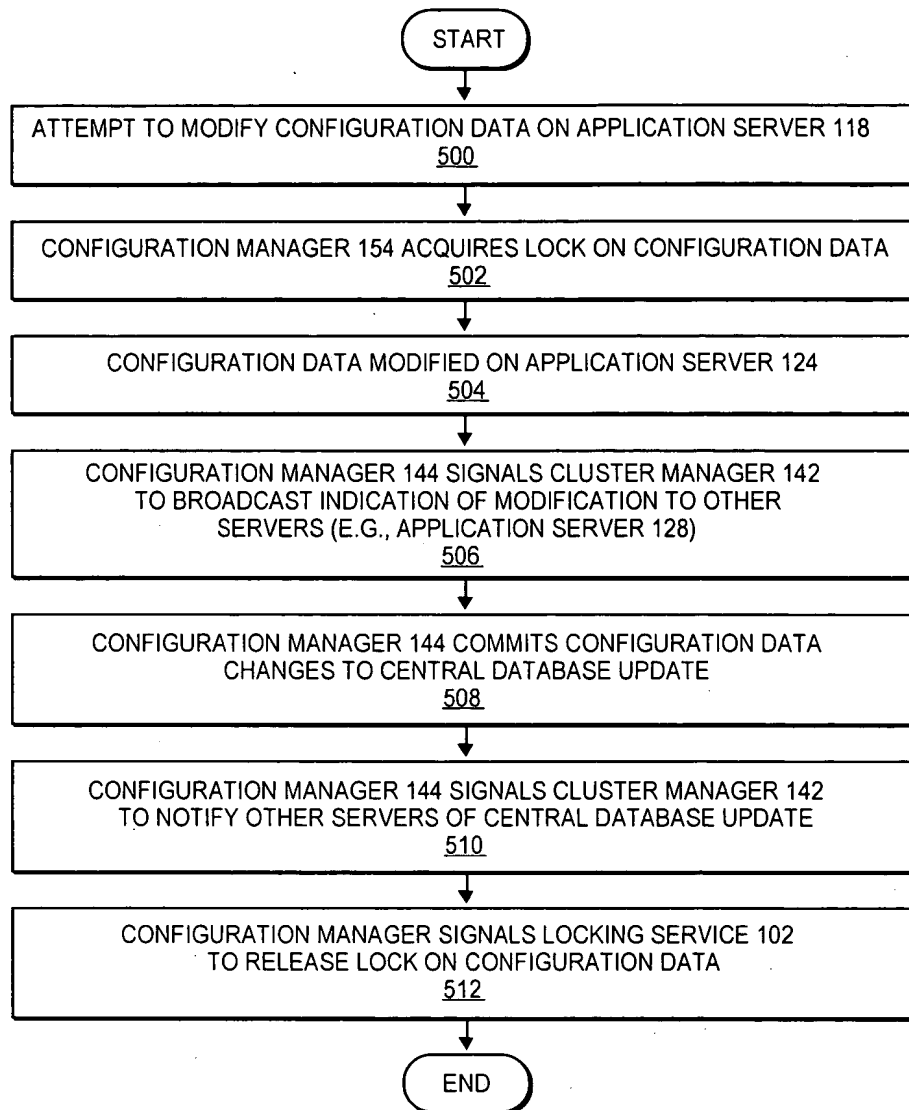 START
ATTEMPT TO MODIFY CONFIGURATION DATA ON APPLICATION SERVER 118
500
CONFIGURATION MANAGER 154 ACQUIRES LOCK ON CONFIGURATION DATA
502
CONFIGURATION DATA MODIFIED ON APPLICATION SERVER 124
504
CONFIGURATION MANAGER 144 SIGNALS CLUSTER MANAGER 142
TO BROADCAST INDICATION OF MODIFICATION TO OTHER
SERVERS (E.G., APPLICATION SERVER 128)
506
CONFIGURATION MANAGER 144 COMMITS CONFIGURATION DATA
CHANGES TO CENTRAL DATABASE UPDATE
508
CONFIGURATION MANAGER 144 SIGNALS CLUSTER MANAGER 142
TO NOTIFY OTHER SERVERS OF CENTRAL DATABASE UPDATE
510
CONFIGURATION MANAGER SIGNALS LOCKING SERVICE 102
TO RELEASE LOCK ON CONFIGURATION DATA
512
END